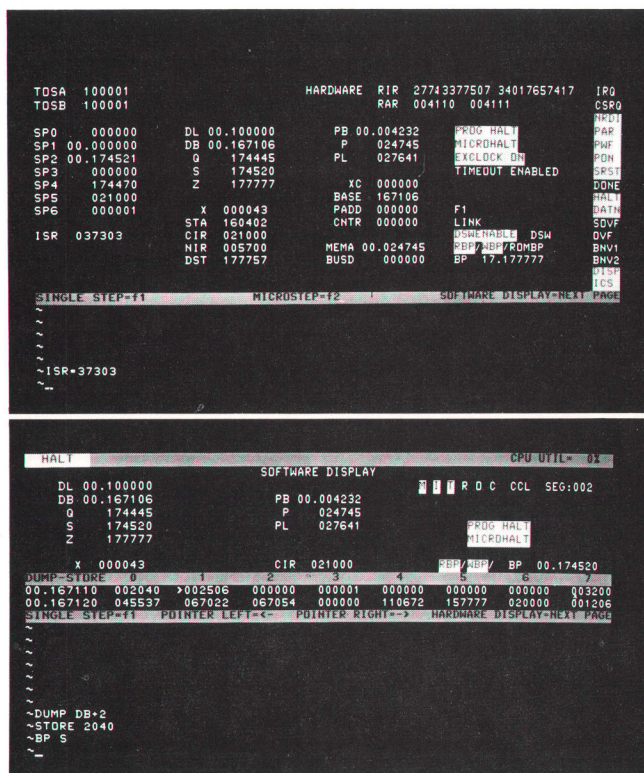 TOSA 100001 HARDWARE RIR 27743377507 34017657417 IRQ
TOSB 100001 RAR 004110 004111 CSRQ
NRDI
SP0 000000 DL 00.100000 PB 00.004232 PROG HALT PAR
SP1 00.000000 DB 00.167106 P 024745 MICROHALT PWF
SP2 00.174521 Q 174445 PL 027641 EXCLOCK ON PON
SP3 000000 S 174520 TIMEOUT ENABLED SRST
SP4 174470 Z 177777 XC 000000 DONE
SP5 021000 BASE 167106 HALT
SP6 000001 X 000043 PADD 000000 F1 DATN
STA 160402 CNTR 000000 LINK SOVF
ISR 037303 CIR 021000 DSWENABLE DSW OVF
NIR 005700 MEMA 00.024745 RBP/WBP/ROMBP BNV1
DST 177757 BUSD 000000 BP 17.177777 BNV2
DISP
ICS
SINGLE STEP=f1 MICROSTEP=f2 SOFTWARE DISPLAY=NEXT PAGE
~
~
~
~
~
~ISR=37303
~_
HALT CPU UTIL= 0%
SOFTWARE DISPLAY
DL 00.100000 M I T R O C CCL SEG:002
DB 00.167106 PB 00.004232
Q 174445 P 024745
S 174520 PL 027641 PROG HALT
Z 177777 MICROHALT
X 000043 CIR 021000 RBP/WBP/ BP 00.174520
DUMP-STORE 0 1 2 3 4 5 6 7
00.167110 002040 >002506 000000 000001 000000 000000 000000 003200
00.167120 045537 067022 067054 000000 110672 157777 020000 001206
SINGLE STEP=f1 POINTER LEFT=<- POINTER RIGHT=-> HARDWARE DISPLAY=NEXT PAGE
~
~
~
~
~
~
~DUMP DB+2
~STORE 2040
~BP S
~_